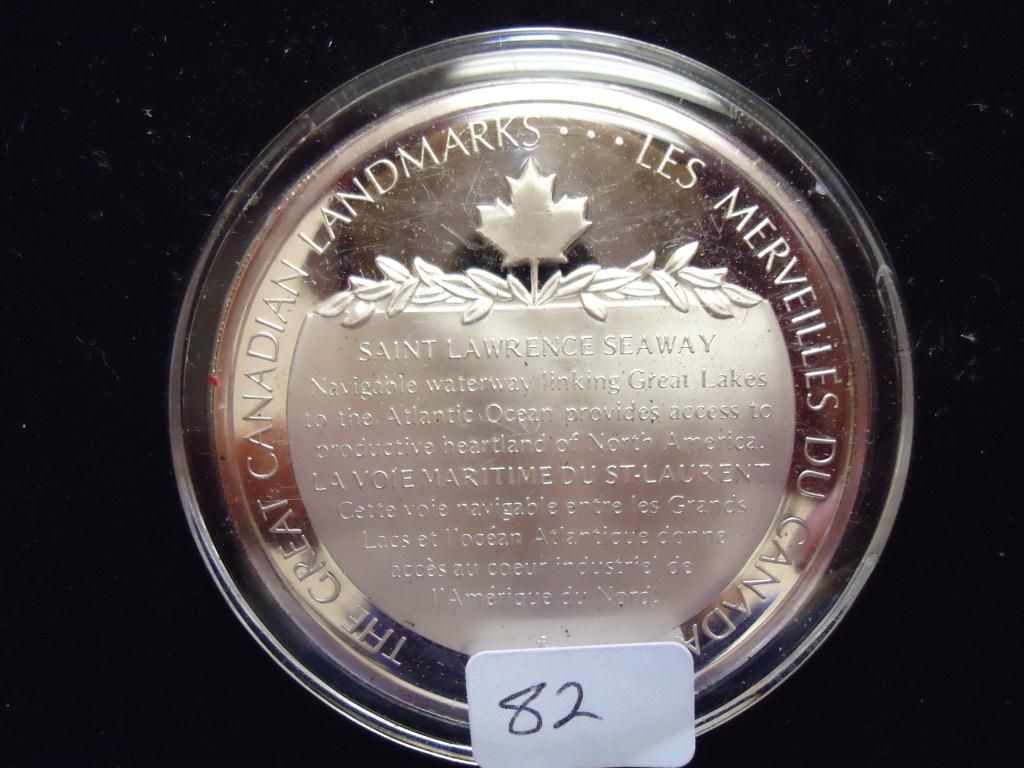 THE GREAT CANADIAN LANDMARKS .... LES MERVEILLES DU CANADA
SAINT LAWRENCE SEAWAY
Navigable waterway linking Great Lakes
to the Atlantic Ocean provides access to
productive heartland of North America.
LA VOIE MARITIME DU ST-LAURENT
Cette voie navigable entre les Grands
Lacs et l'océan Atlantique donne
accès au coeur industriel de
l'Amérique du Nord.
82